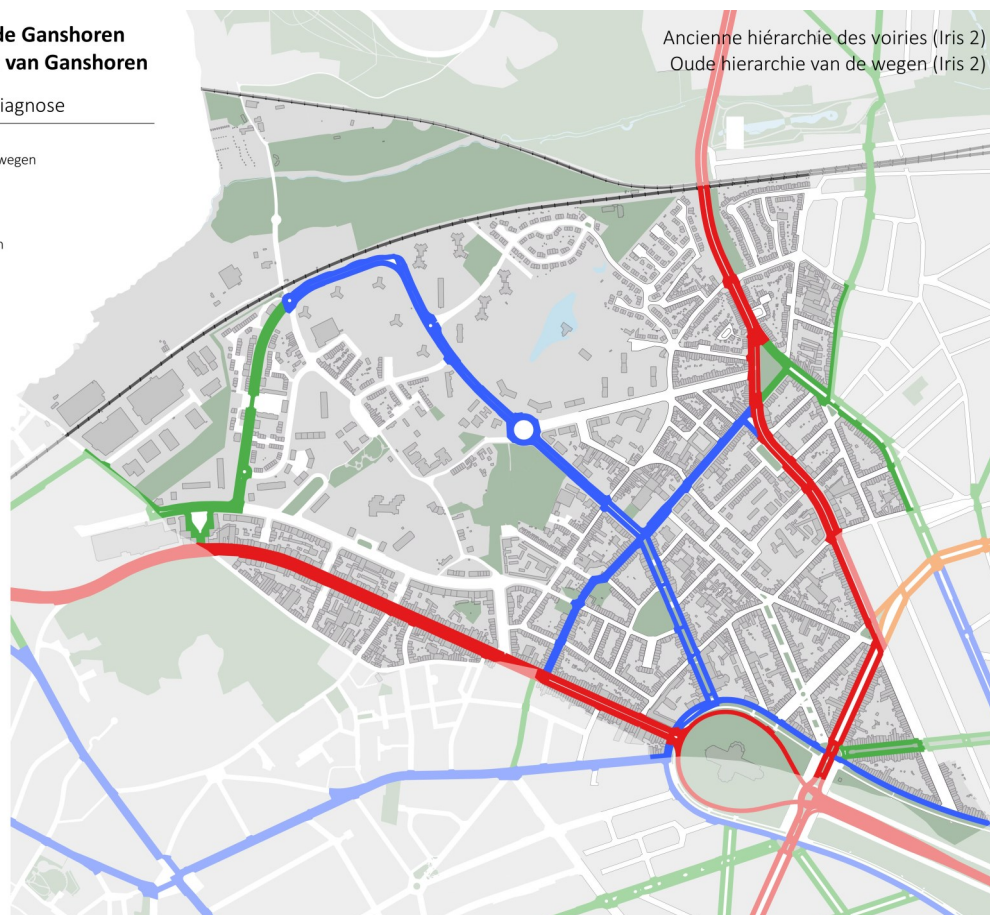 de Ganshoren
van Ganshoren
iagnose
wegen
n
Ancienne hiérarchie des voiries (Iris 2)
Oude hierarchie van de wegen (Iris 2)